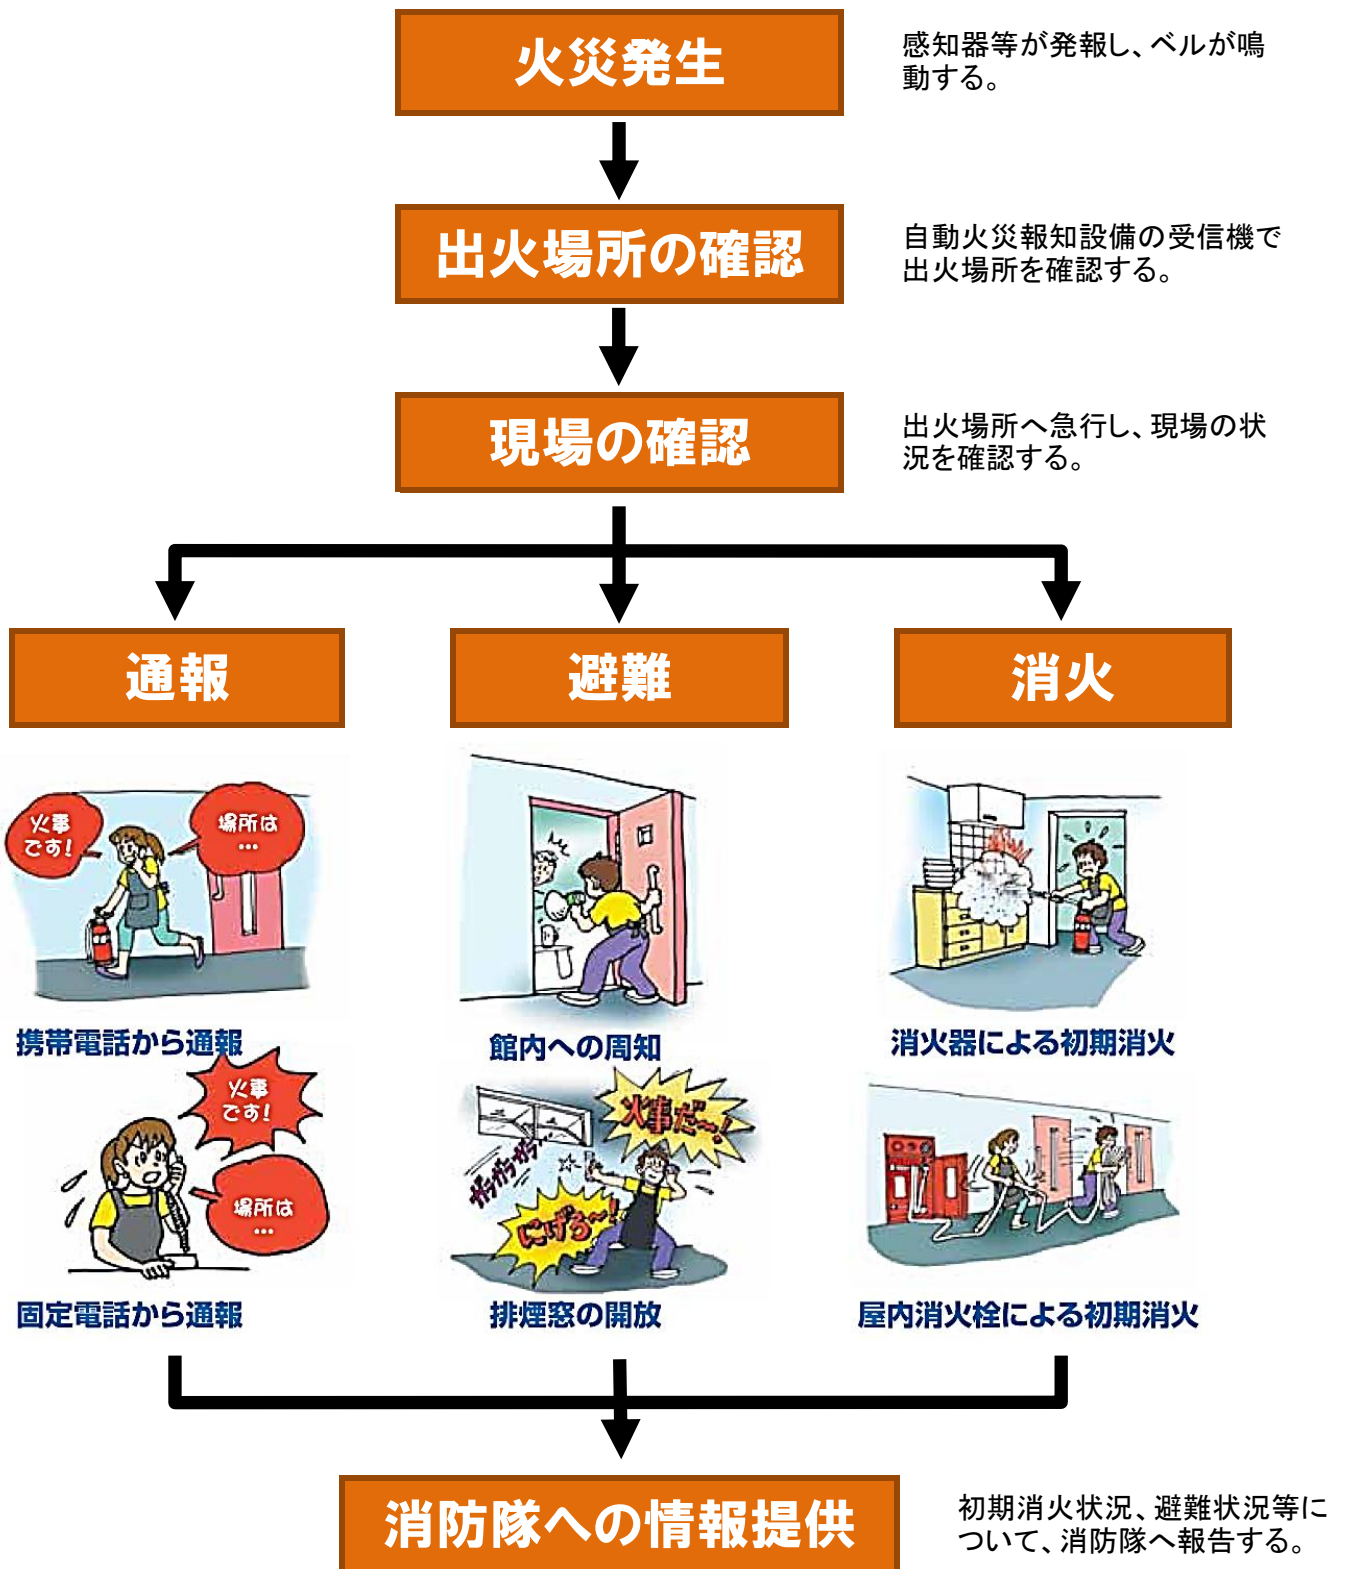 火災発生
感知器等が発報し、ベルが鳴
動する。
出火場所の確認
自動火災報知設備の受信機で
出火場所を確認する。
現場の確認
出火場所へ急行し、現場の状
況を確認する。
通報
避難
消火
火事
です!
場所は
…
携帯電話から通報
館内への周知
消火器による初期消火
火事
です!
場所は
…
火事だ〜!
ガラガラガラ…
にげろ〜!
固定電話から通報
排煙窓の開放
屋内消火栓による初期消火
消防隊への情報提供
初期消火状況、避難状況等に
ついて、消防隊へ報告する。